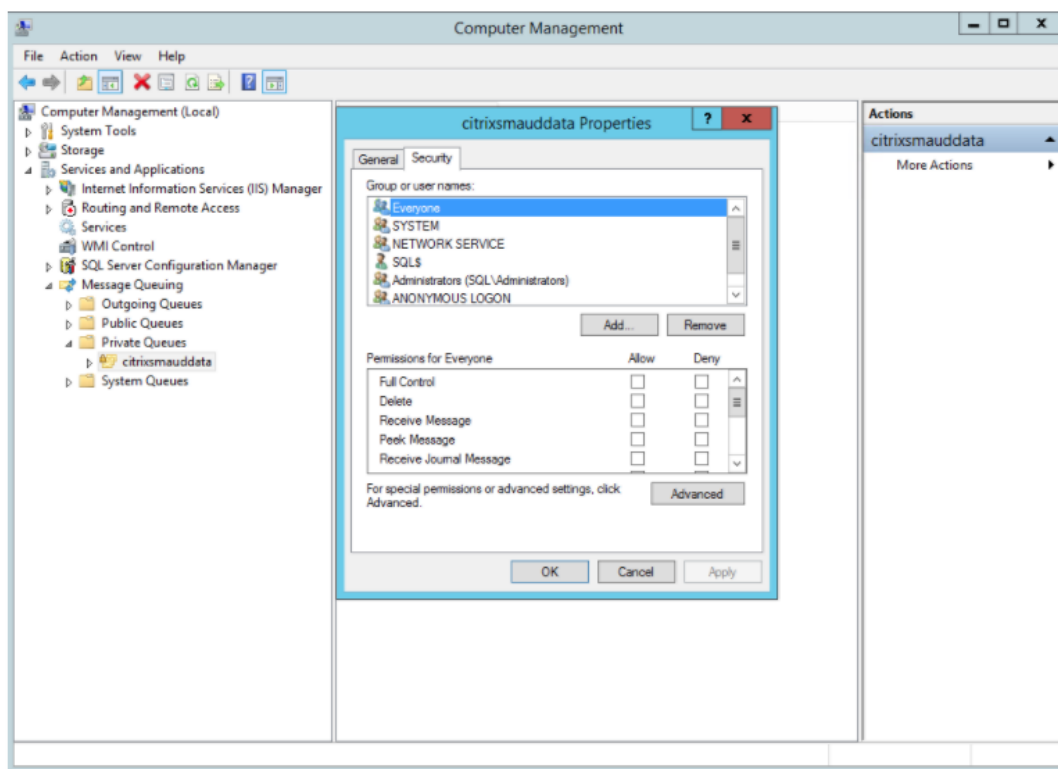 Computer Management
File Action View Help
Computer Management (Local)
System Tools
Storage
Services and Applications
Internet Information Services (IIS) Manager
Routing and Remote Access
Services
WMI Control
SQL Server Configuration Manager
Message Queuing
Outgoing Queues
Public Queues
Private Queues
citrixsmauddata
System Queues
citrixsmauddata Properties
? x
General Security
Group or user names:
Everyone
SYSTEM
NETWORK SERVICE
SQL$
Administrators (SQL\Administrators)
ANONYMOUS LOGON
Add... Remove
Permissions for Everyone Allow Deny
Full Control
Delete
Receive Message
Peek Message
Receive Journal Message
For special permissions or advanced settings, click
Advanced.
Advanced
OK Cancel Apply
Actions
citrixsmauddata
More Actions